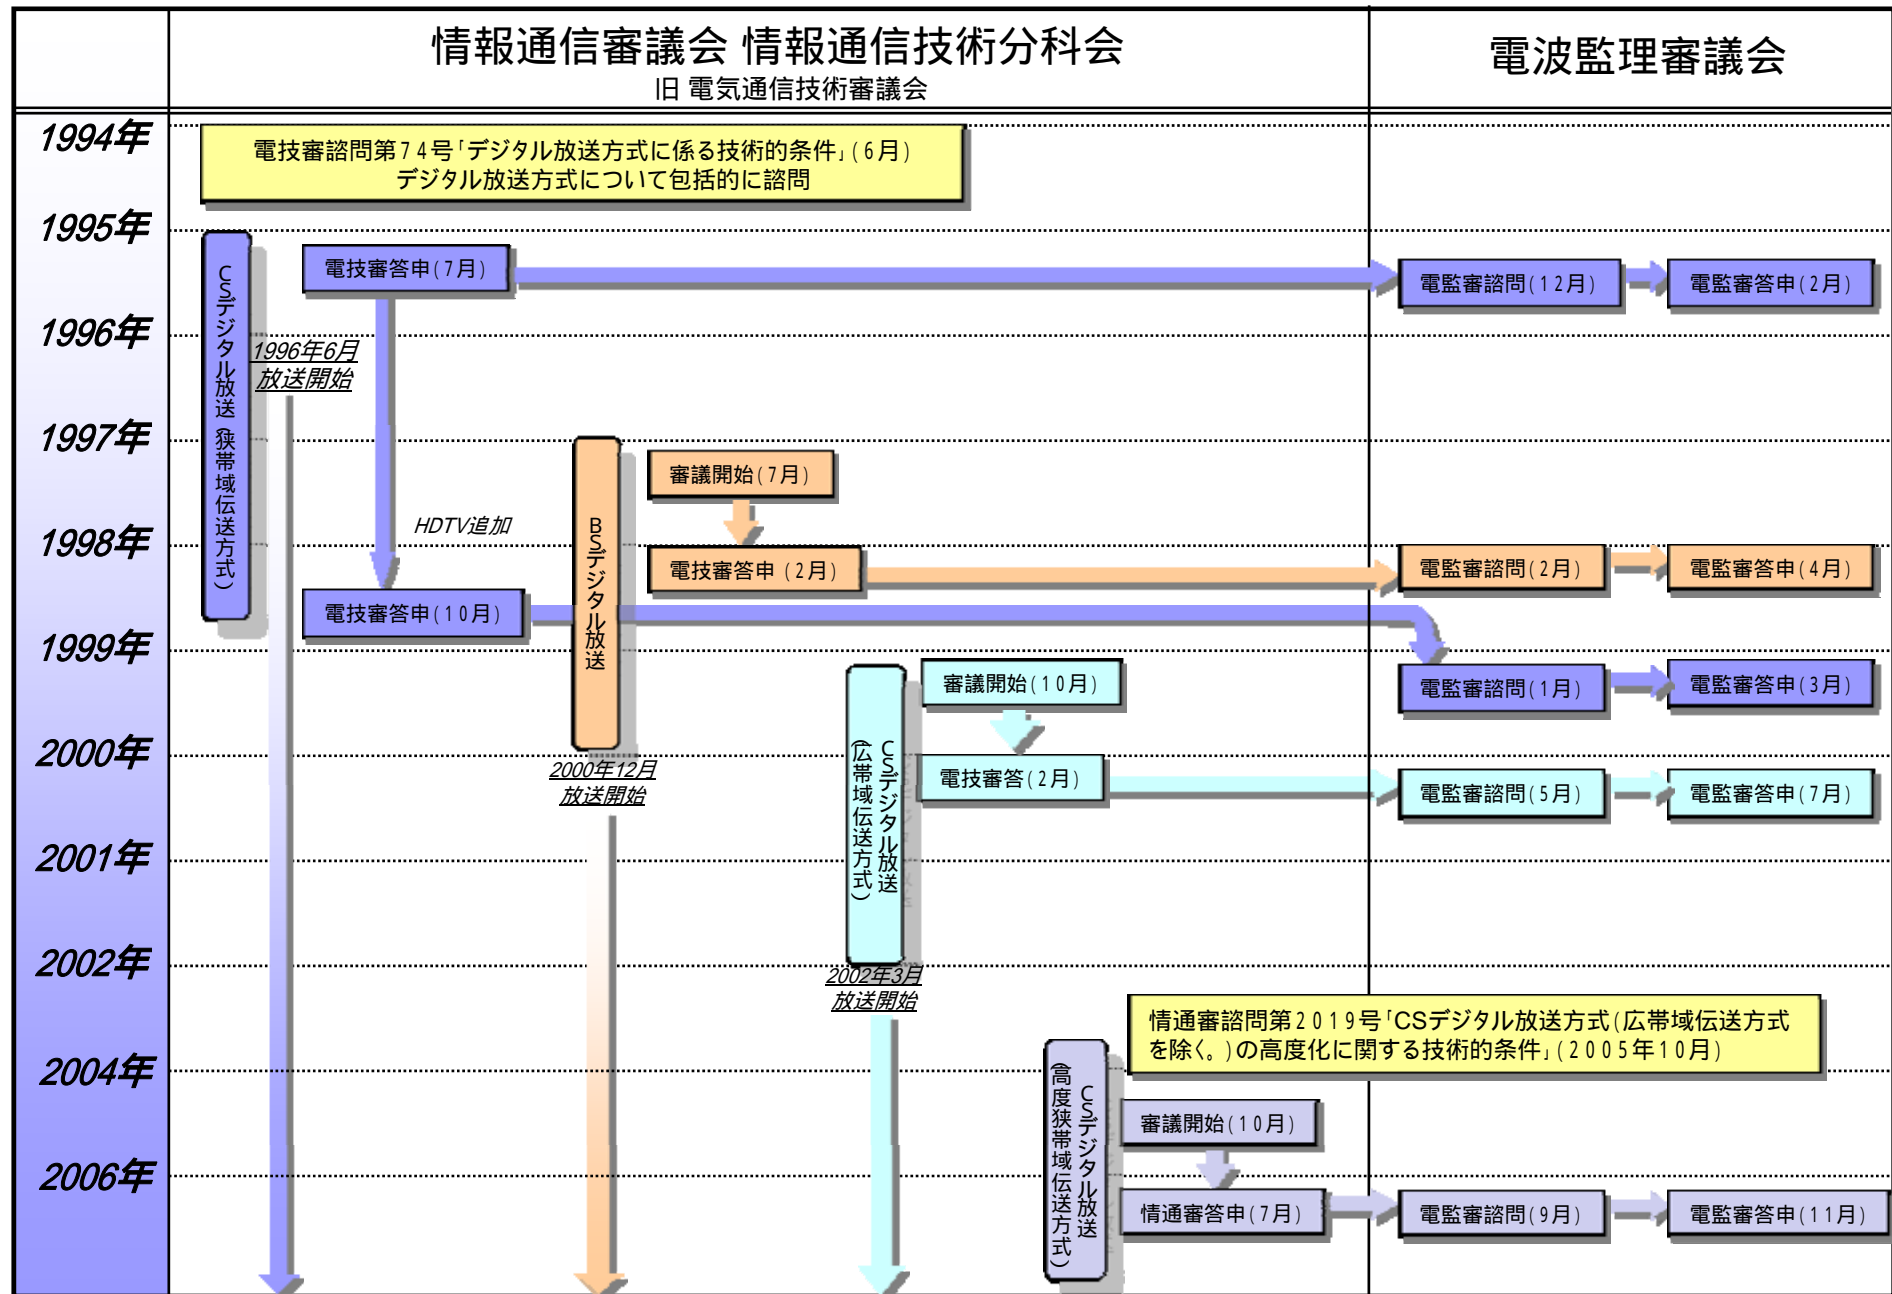 情報通信審議会 情報通信技術分科会
旧 電気通信技術審議会
電波監理審議会
1994年
電技審諮問第74号「デジタル放送方式に係る技術的条件」(6月)
デジタル放送方式について包括的に諮問
1995年
CSデジタル放送(狭帯域伝送方式)
電技審答申(7月)
電監審諮問(12月)
電監審答申(2月)
1996年
1996年6月
放送開始
1997年
BSデジタル放送
審議開始(7月)
HDTV追加
1998年
電技審答申 (2月)
電監審諮問(2月)
電監審答申(4月)
電技審答申(10月)
1999年
CSデジタル放送
(広帯域伝送方式)
審議開始(10月)
電監審諮問(1月)
電監審答申(3月)
2000年
2000年12月
放送開始
電技審答(2月)
電監審諮問(5月)
電監審答申(7月)
2001年
2002年
2002年3月
放送開始
情通審諮問第2019号「CSデジタル放送方式(広帯域伝送方式
を除く。)の高度化に関する技術的条件」(2005年10月)
2004年
CSデジタル放送
(高度狭帯域伝送方式)
審議開始(10月)
2006年
情通審答申(7月)
電監審諮問(9月)
電監審答申(11月)